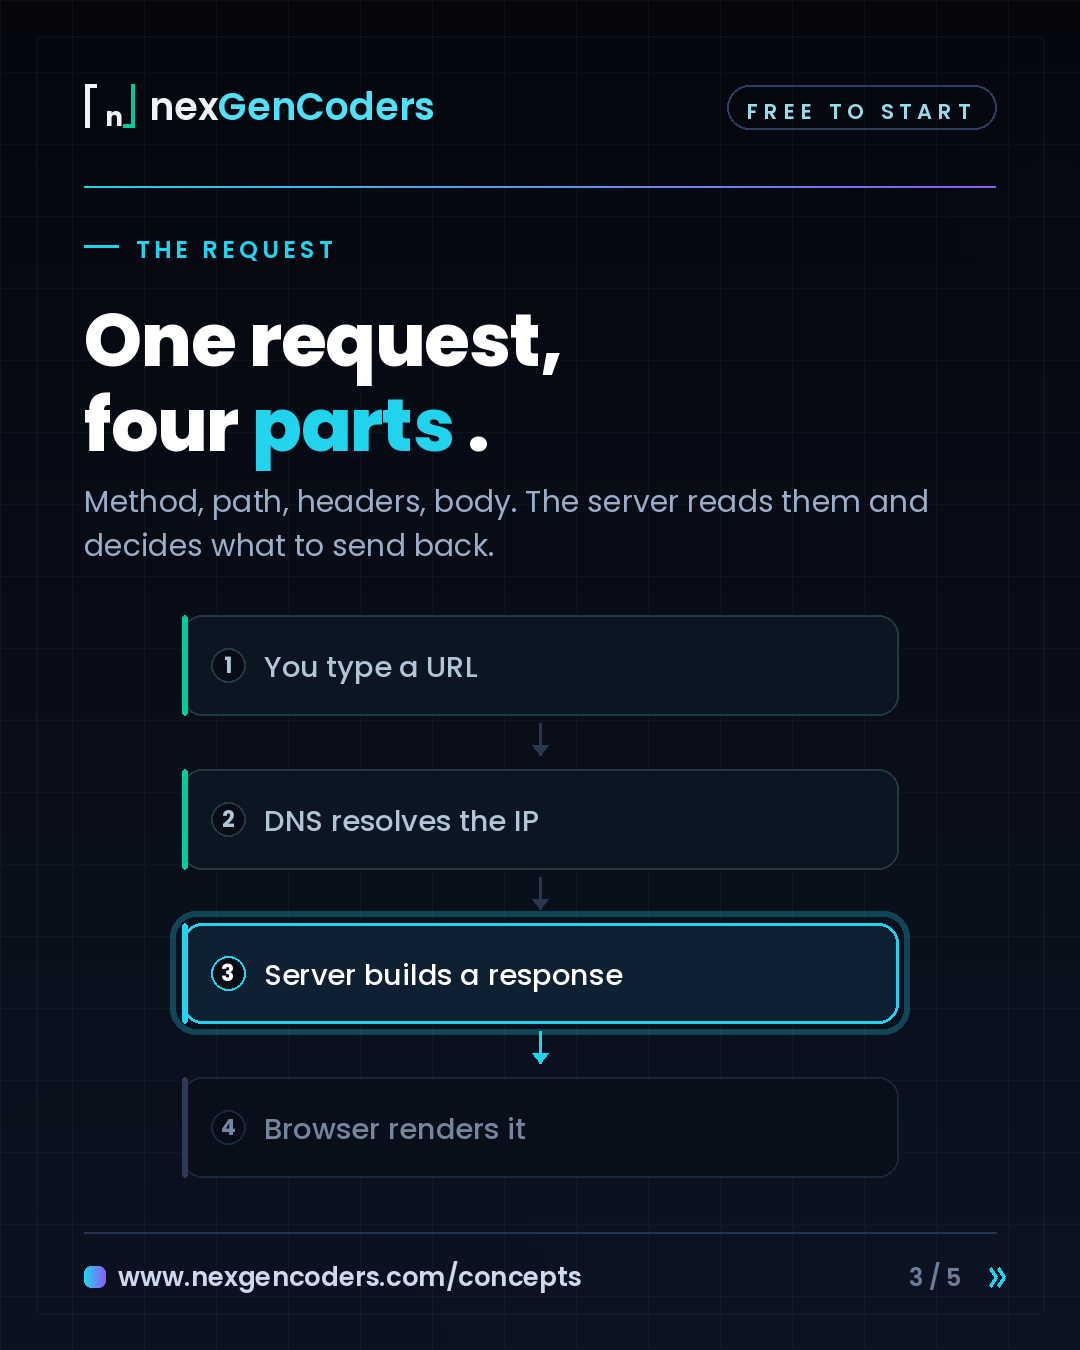 n nexGenCoders
FREE TO START
THE REQUEST
One request,
four parts .
Method, path, headers, body. The server reads them and
decides what to send back.
1 You type a URL
2 DNS resolves the IP
3 Server builds a response
4 Browser renders it
www.nexgencoders.com/concepts
3 / 5 »